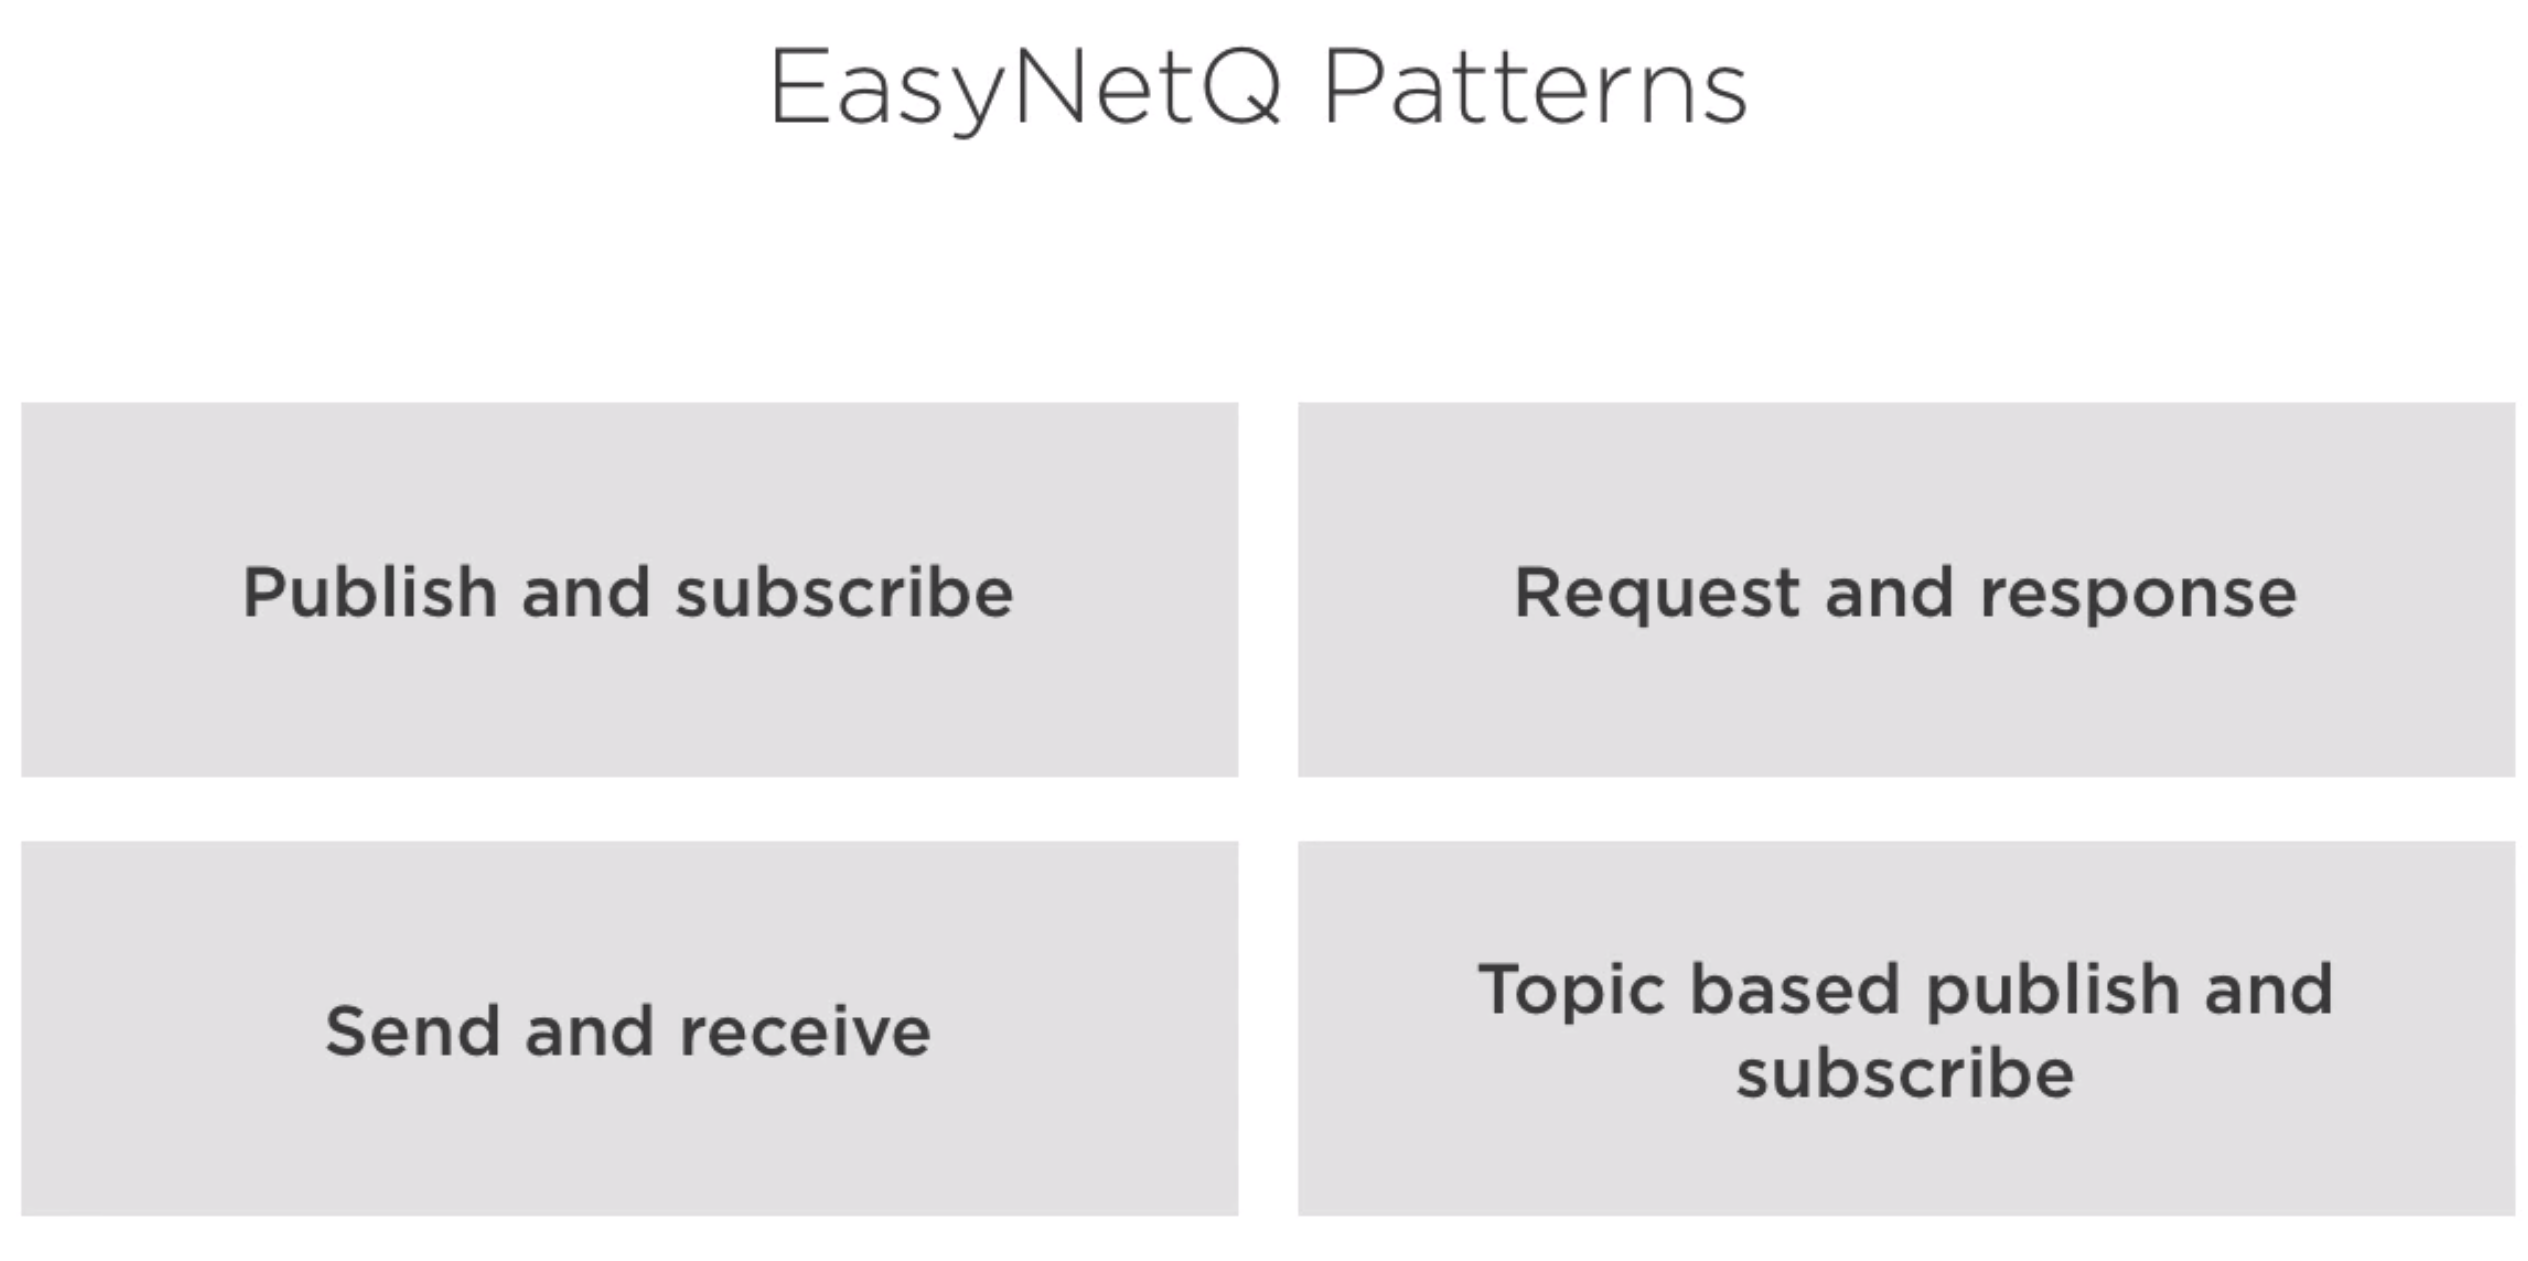 EasyNetQ Patterns
Publish and subscribe
Request and response
Send and receive
Topic based publish and
subscribe